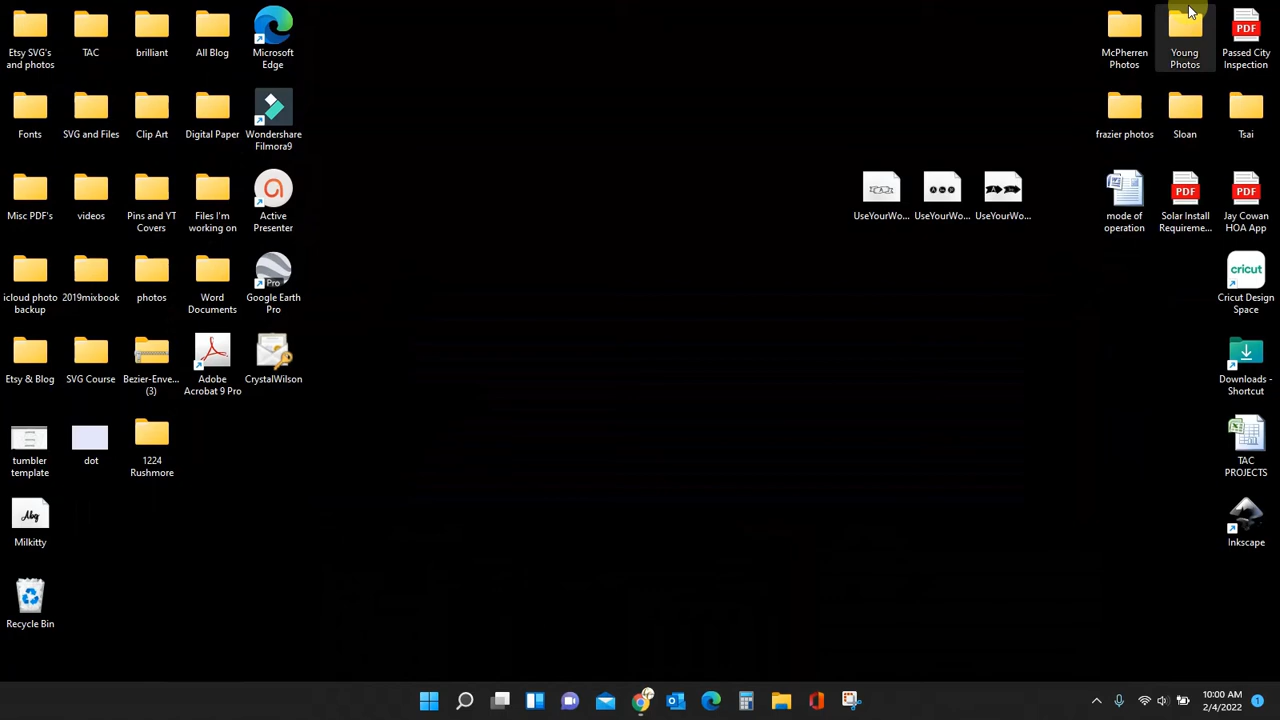 Etsy SVG's
and photos
TAC
brilliant
All Blog
Microsoft
Edge
McPherren
Photos
Young
Photos
PDF
Passed City
Inspection
Fonts
SVG and Files
Clip Art
Digital Paper
Wondershare
Filmora9
frazier photos
Sloan
Tsai
Misc PDF's
videos
Pins and YT
Covers
Files I'm
working on
Active
Presenter
UseYourWo...
UseYourWo...
UseYourWo...
mode of
operation
PDF
Solar Install
Requireme...
PDF
Jay Cowan
HOA App
icloud photo
backup
2019mixbook
photos
Word
Documents
Pro
Google Earth
Pro
cricut
Cricut Design
Space
Etsy & Blog
SVG Course
Bezier-Enve...
(3)
Adobe
Acrobat 9 Pro
CrystalWilson
Downloads -
Shortcut
tumbler
template
dot
1224
Rushmore
TAC
PROJECTS
Abg
Milkitty
Inkscape
Recycle Bin
10:00 AM
2/4/2022
1